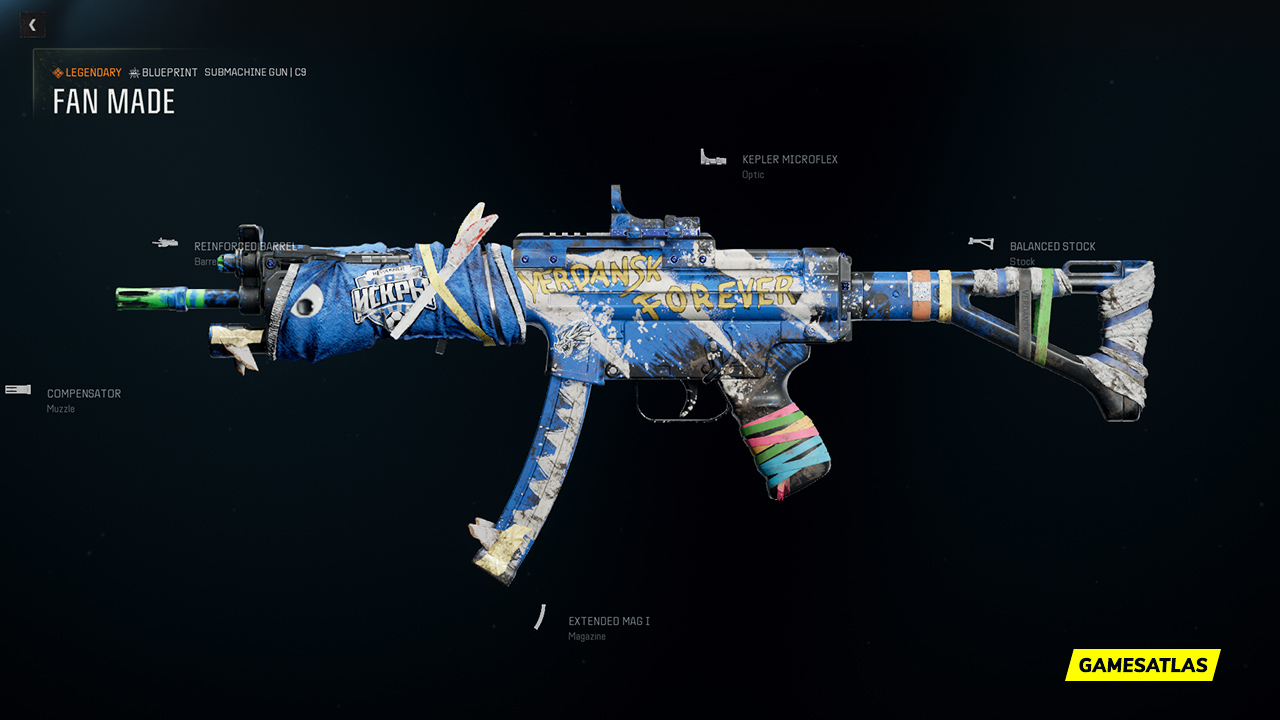 LEGENDARY BLUEPRINT SUBMACHINE GUN | C9
FAN MADE
KEPLER MICROFLEX
Optic
REINFORCED BARREL
Barrel
BALANCED STOCK
Stock
VERDANSK
FOREVER
ИСКРЫ
COMPENSATOR
Muzzle
EXTENDED MAG I
Magazine
GAMESATLAS